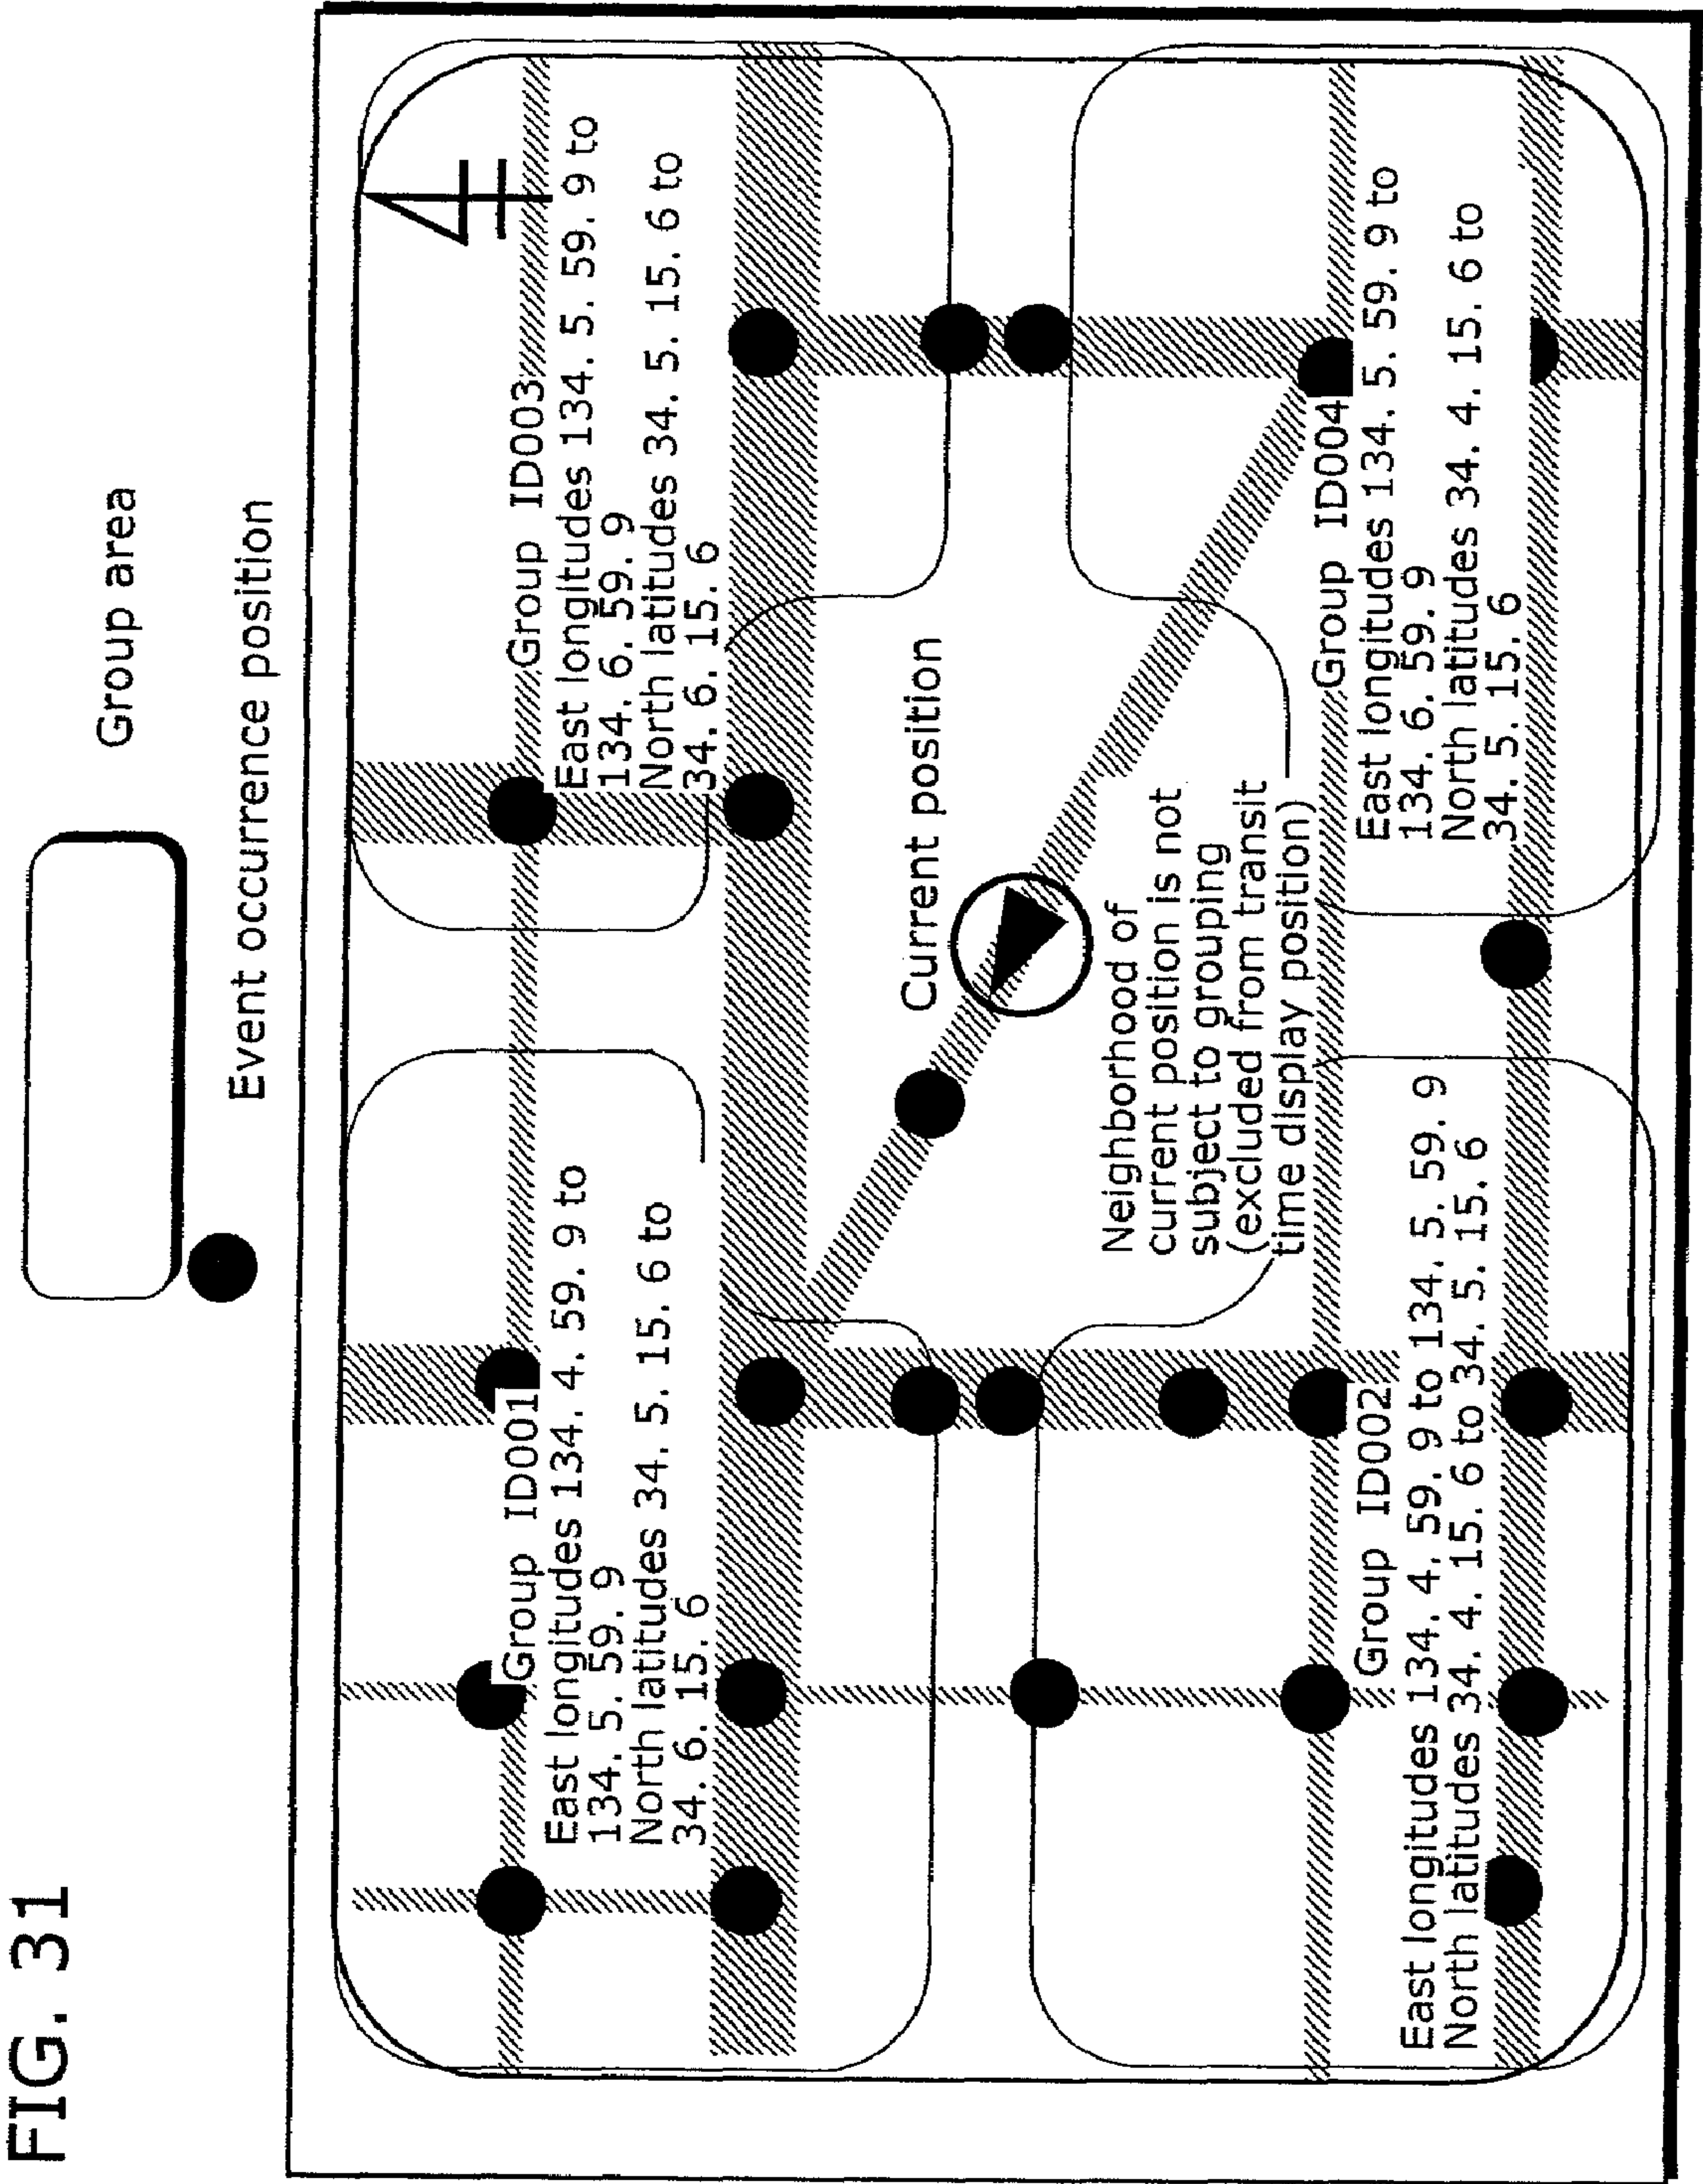 FIG. 31
Group area
Event occurrence position
Group ID001
East longitudes 134. 4. 59. 9 to
134. 5. 59. 9
North latitudes 34. 5. 15. 6 to
34. 6. 15. 6
Group ID003
East longitudes 134. 5. 59. 9 to
134. 6. 59. 9
North latitudes 34. 5. 15. 6 to
34. 6. 15. 6
Current position
Neighborhood of
current position is not
subject to grouping
(excluded from transit
time display position)
Group ID002
East longitudes 134. 4. 59. 9 to 134. 5. 59. 9
North latitudes 34. 4. 15. 6 to 34. 5. 15. 6
Group ID004
East longitudes 134. 5. 59. 9 to
134. 6. 59. 9
North latitudes 34. 4. 15. 6 to
34. 5. 15. 6